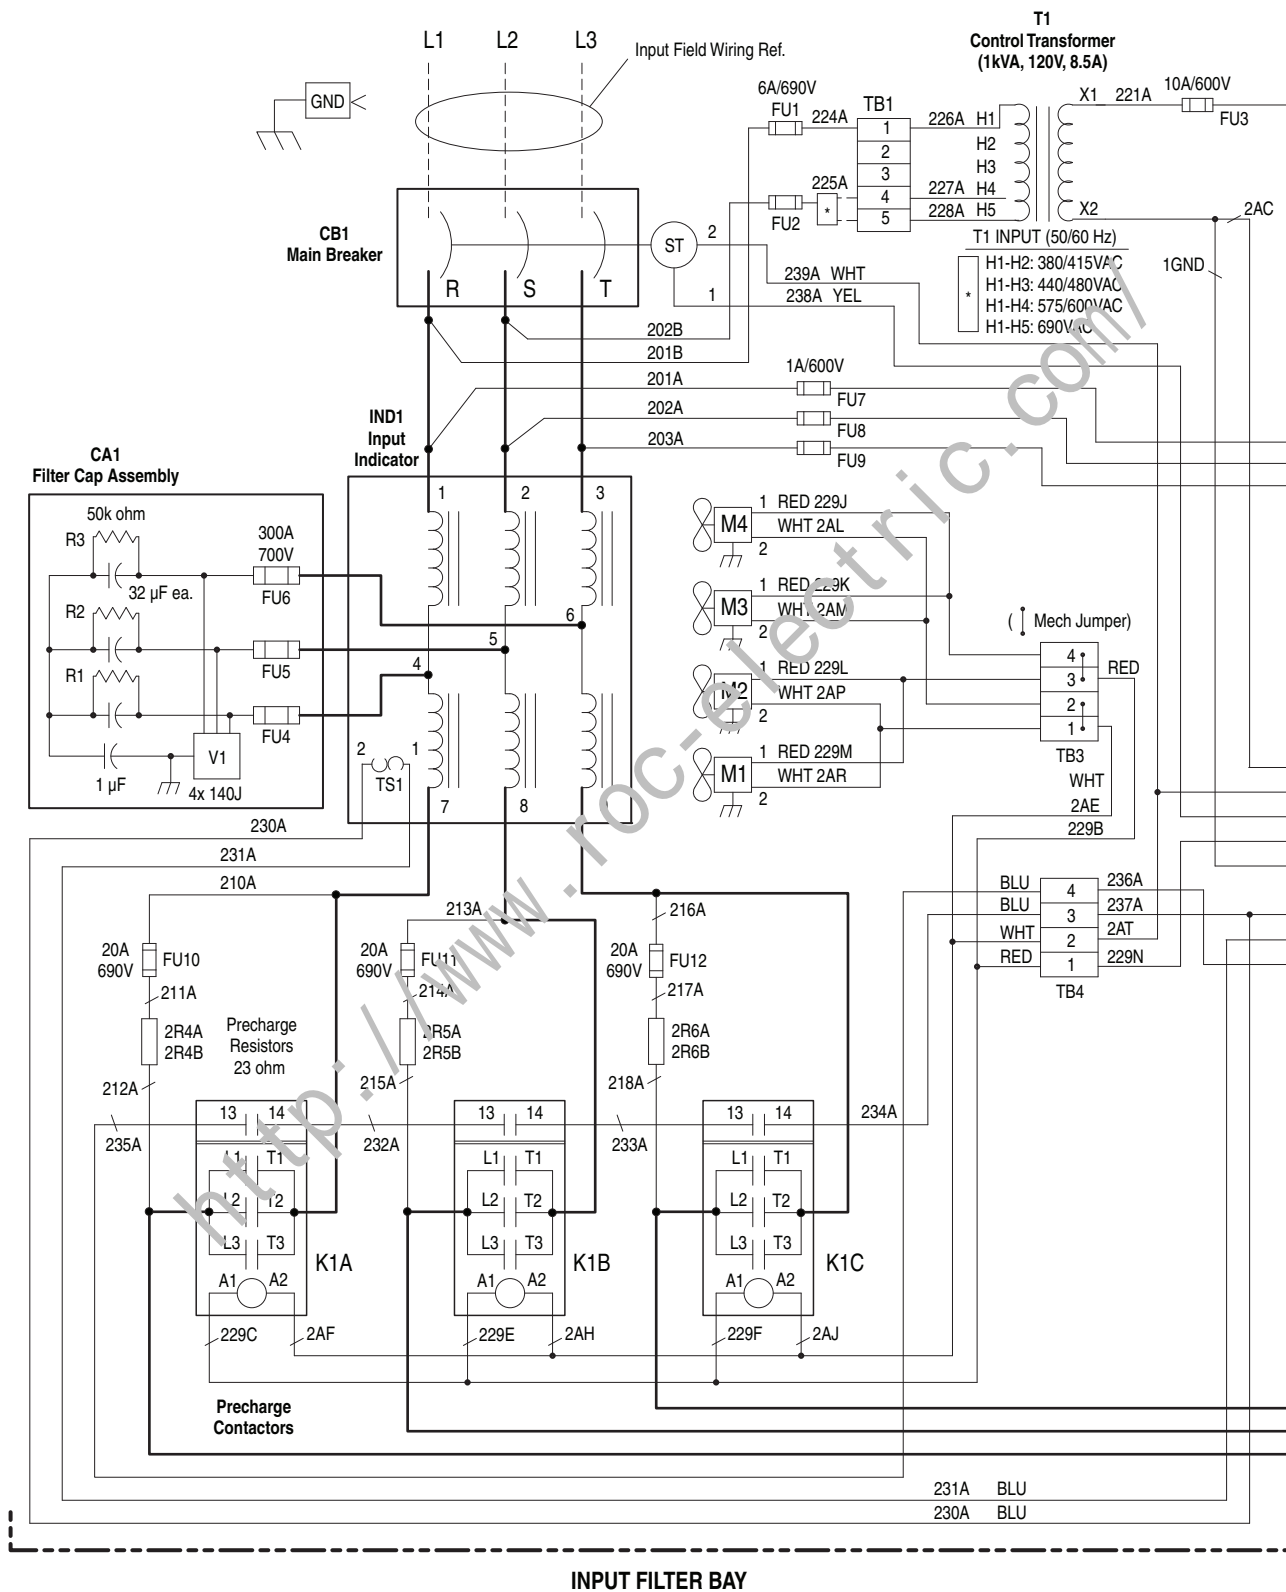 T1
Control Transformer
(1kVA, 120V, 8.5A)
L1 L2 L3
Input Field Wiring Ref.
GND
6A/690V
FU1
224A
TB1
1
2
3
4
5
226A H1
H2
H3
227A H4
228A H5
X1 221A
10A/600V
FU3
X2
2AC
1GND
225A
*
FU2
T1 INPUT (50/60 Hz)
*
H1-H2: 380/415VAC
H1-H3: 440/480VAC
H1-H4: 575/600VAC
H1-H5: 690VAC
CB1
Main Breaker
R S T
ST
2
1
239A WHT
238A YEL
202B
201B
201A
202A
203A
1A/600V
FU7
FU8
FU9
IND1
Input
Indicator
CA1
Filter Cap Assembly
50k ohm
R3
32 µF ea.
R2
R1
300A
700V
FU6
FU5
FU4
1 µF
V1
4x 140J
1 2 3
6
5
4
2 1
TS1
7 8 9
M4
1 RED 229J
WHT 2AL
2
M3
1 RED 229K
WHT 2AM
2
M2
1 RED 229L
WHT 2AP
2
M1
1 RED 229M
WHT 2AR
2
( Mech Jumper)
4
3
2
1
TB3
RED
WHT
2AE
229B
230A
231A
210A
213A
216A
BLU 4 236A
BLU 3 237A
WHT 2 2AT
RED 1 229N
TB4
20A
690V
FU10
211A
2R4A
2R4B
212A
Precharge
Resistors
23 ohm
20A
690V
FU11
214A
2R5A
2R5B
215A
20A
690V
FU12
217A
2R6A
2R6B
218A
235A
13 14
232A
13 14
233A
13 14
234A
L1 T1
L2 T2
L3 T3
K1A
A1 A2
229C 2AF
L1 T1
L2 T2
L3 T3
K1B
A1 A2
229E 2AH
L1 T1
L2 T2
L3 T3
K1C
A1 A2
229F 2AJ
Precharge
Contactors
231A BLU
230A BLU
INPUT FILTER BAY
http://www.roc-electric.com/